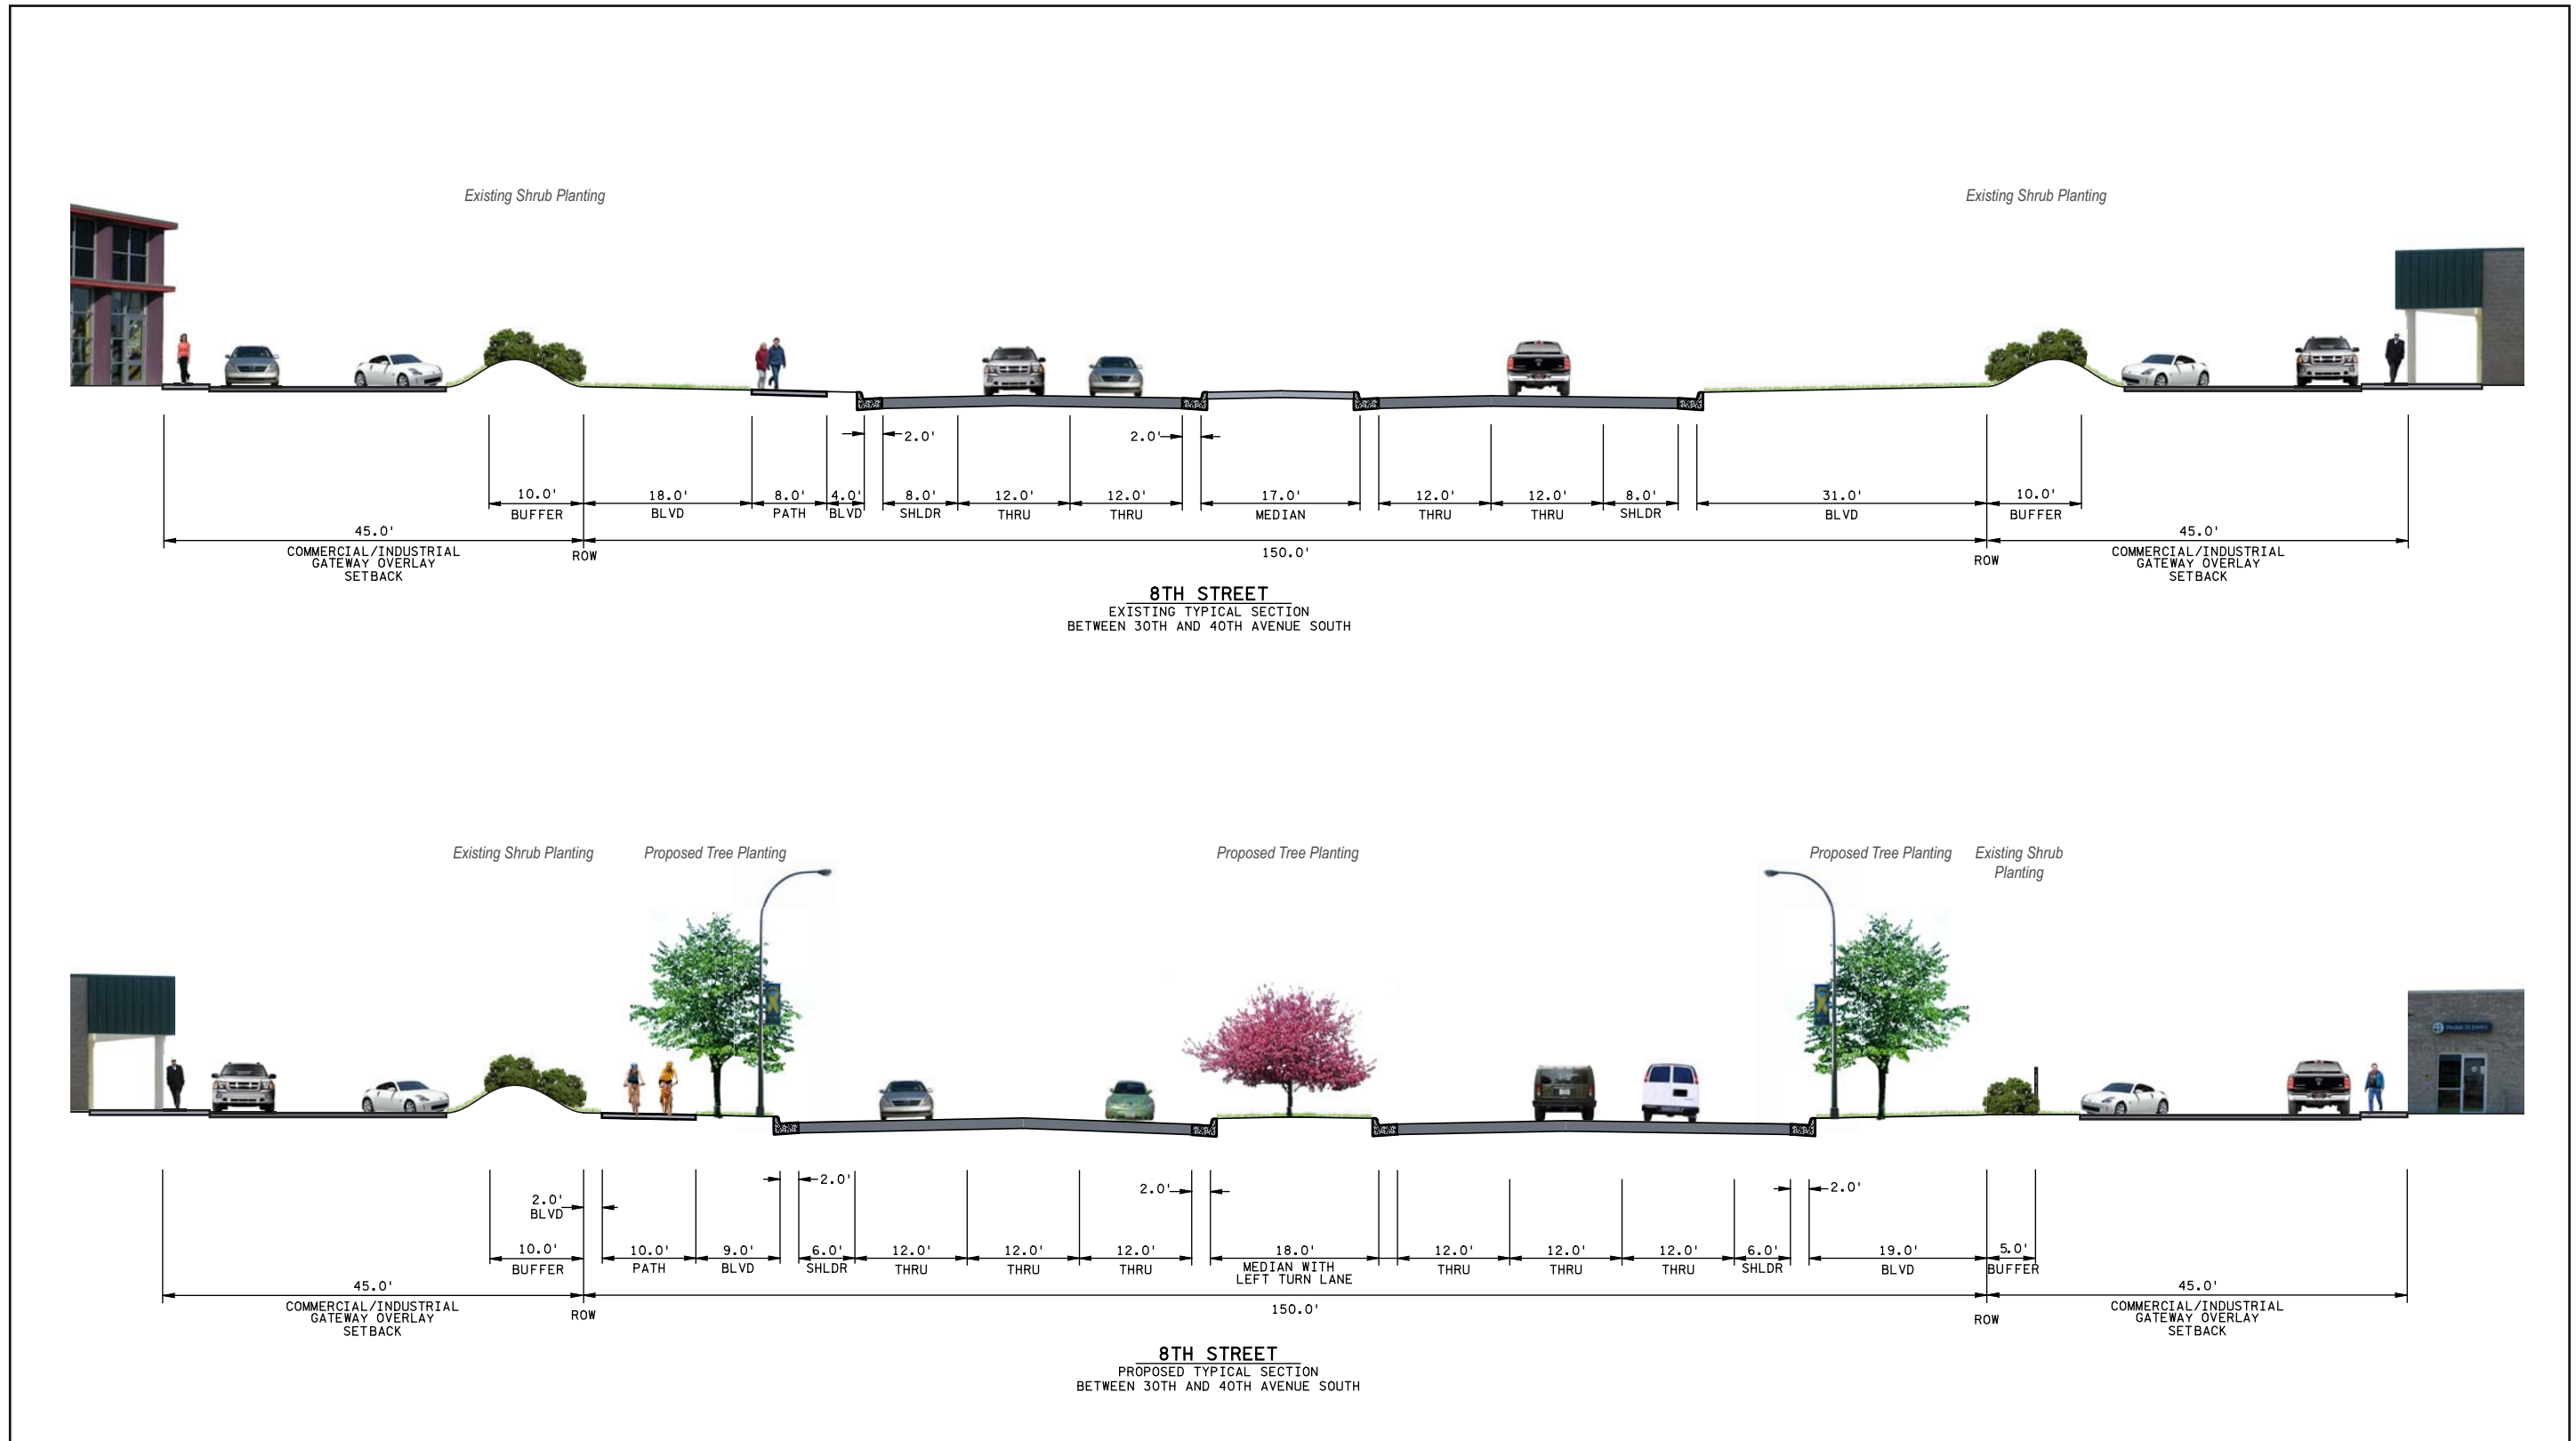 Existing Shrub Planting
Existing Shrub Planting
2.0'
2.0'
10.0'
18.0'
8.0'
4.0'
8.0'
12.0'
12.0'
17.0'
12.0'
12.0'
8.0'
31.0'
10.0'
BUFFER
BLVD
PATH
BLVD
SHLDR
THRU
THRU
MEDIAN
THRU
THRU
SHLDR
BLVD
BUFFER
45.0'
COMMERCIAL/INDUSTRIAL
GATEWAY OVERLAY
SETBACK
ROW
150.0'
ROW
45.0'
COMMERCIAL/INDUSTRIAL
GATEWAY OVERLAY
SETBACK
8TH STREET
EXISTING TYPICAL SECTION
BETWEEN 30TH AND 40TH AVENUE SOUTH
Existing Shrub Planting
Proposed Tree Planting
Proposed Tree Planting
Proposed Tree Planting
Existing Shrub
Planting
2.0'
2.0'
2.0'
2.0'
BLVD
10.0'
10.0'
9.0'
6.0'
12.0'
12.0'
12.0'
18.0'
12.0'
12.0'
12.0'
6.0'
19.0'
5.0'
BUFFER
PATH
BLVD
SHLDR
THRU
THRU
THRU
MEDIAN WITH
LEFT TURN LANE
THRU
THRU
THRU
SHLDR
BLVD
BUFFER
45.0'
COMMERCIAL/INDUSTRIAL
GATEWAY OVERLAY
SETBACK
ROW
150.0'
ROW
45.0'
COMMERCIAL/INDUSTRIAL
GATEWAY OVERLAY
SETBACK
8TH STREET
PROPOSED TYPICAL SECTION
BETWEEN 30TH AND 40TH AVENUE SOUTH